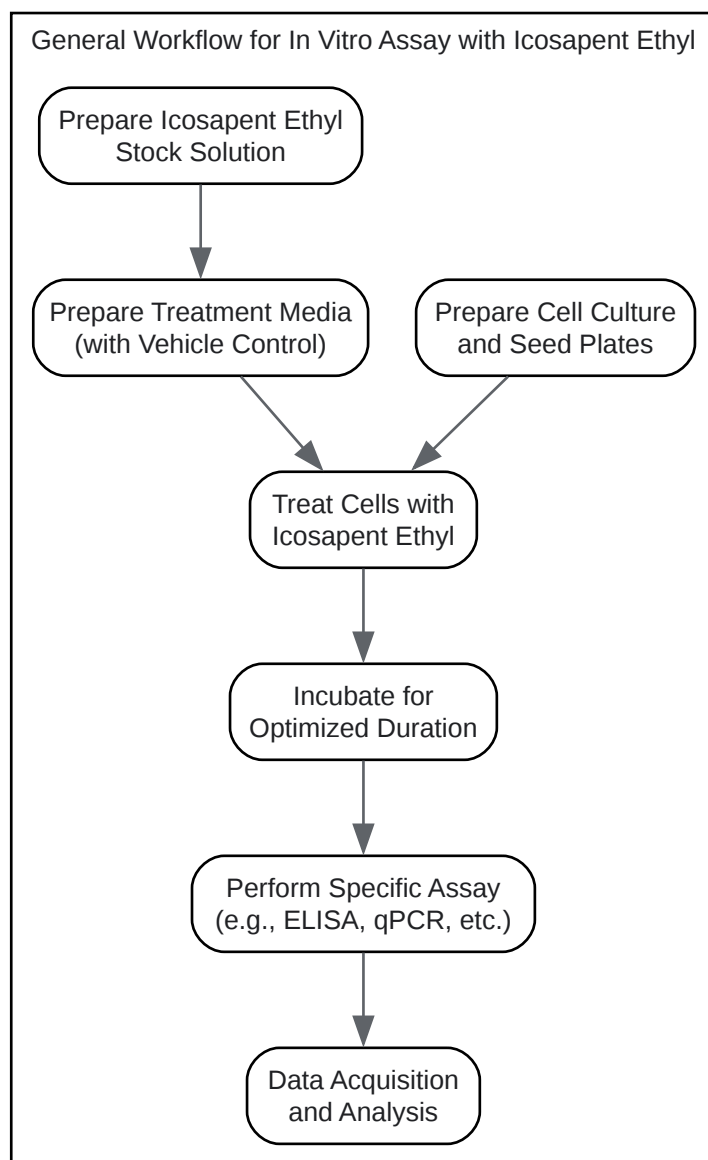 General Workflow for In Vitro Assay with Icosapent Ethyl
Prepare Icosapent Ethyl
Stock Solution
Prepare Treatment Media
(with Vehicle Control)
Prepare Cell Culture
and Seed Plates
Treat Cells with
Icosapent Ethyl
Incubate for
Optimized Duration
Perform Specific Assay
(e.g., ELISA, qPCR, etc.)
Data Acquisition
and Analysis